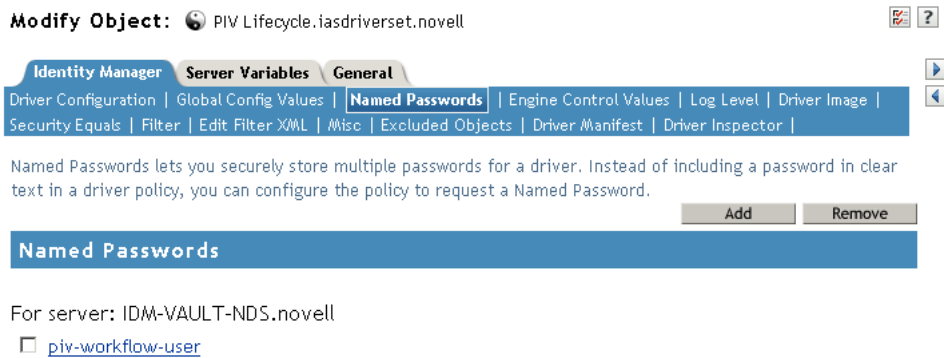 Modify Object: PIV Lifecycle.iasdriverset.novell
?
Identity Manager Server Variables General
Driver Configuration | Global Config Values | Named Passwords | Engine Control Values | Log Level | Driver Image |
Security Equals | Filter | Edit Filter XML | Misc | Excluded Objects | Driver Manifest | Driver Inspector |
Named Passwords lets you securely store multiple passwords for a driver. Instead of including a password in clear
text in a driver policy, you can configure the policy to request a Named Password.
Add Remove
Named Passwords
For server: IDM-VAULT-NDS.novell
piv-workflow-user